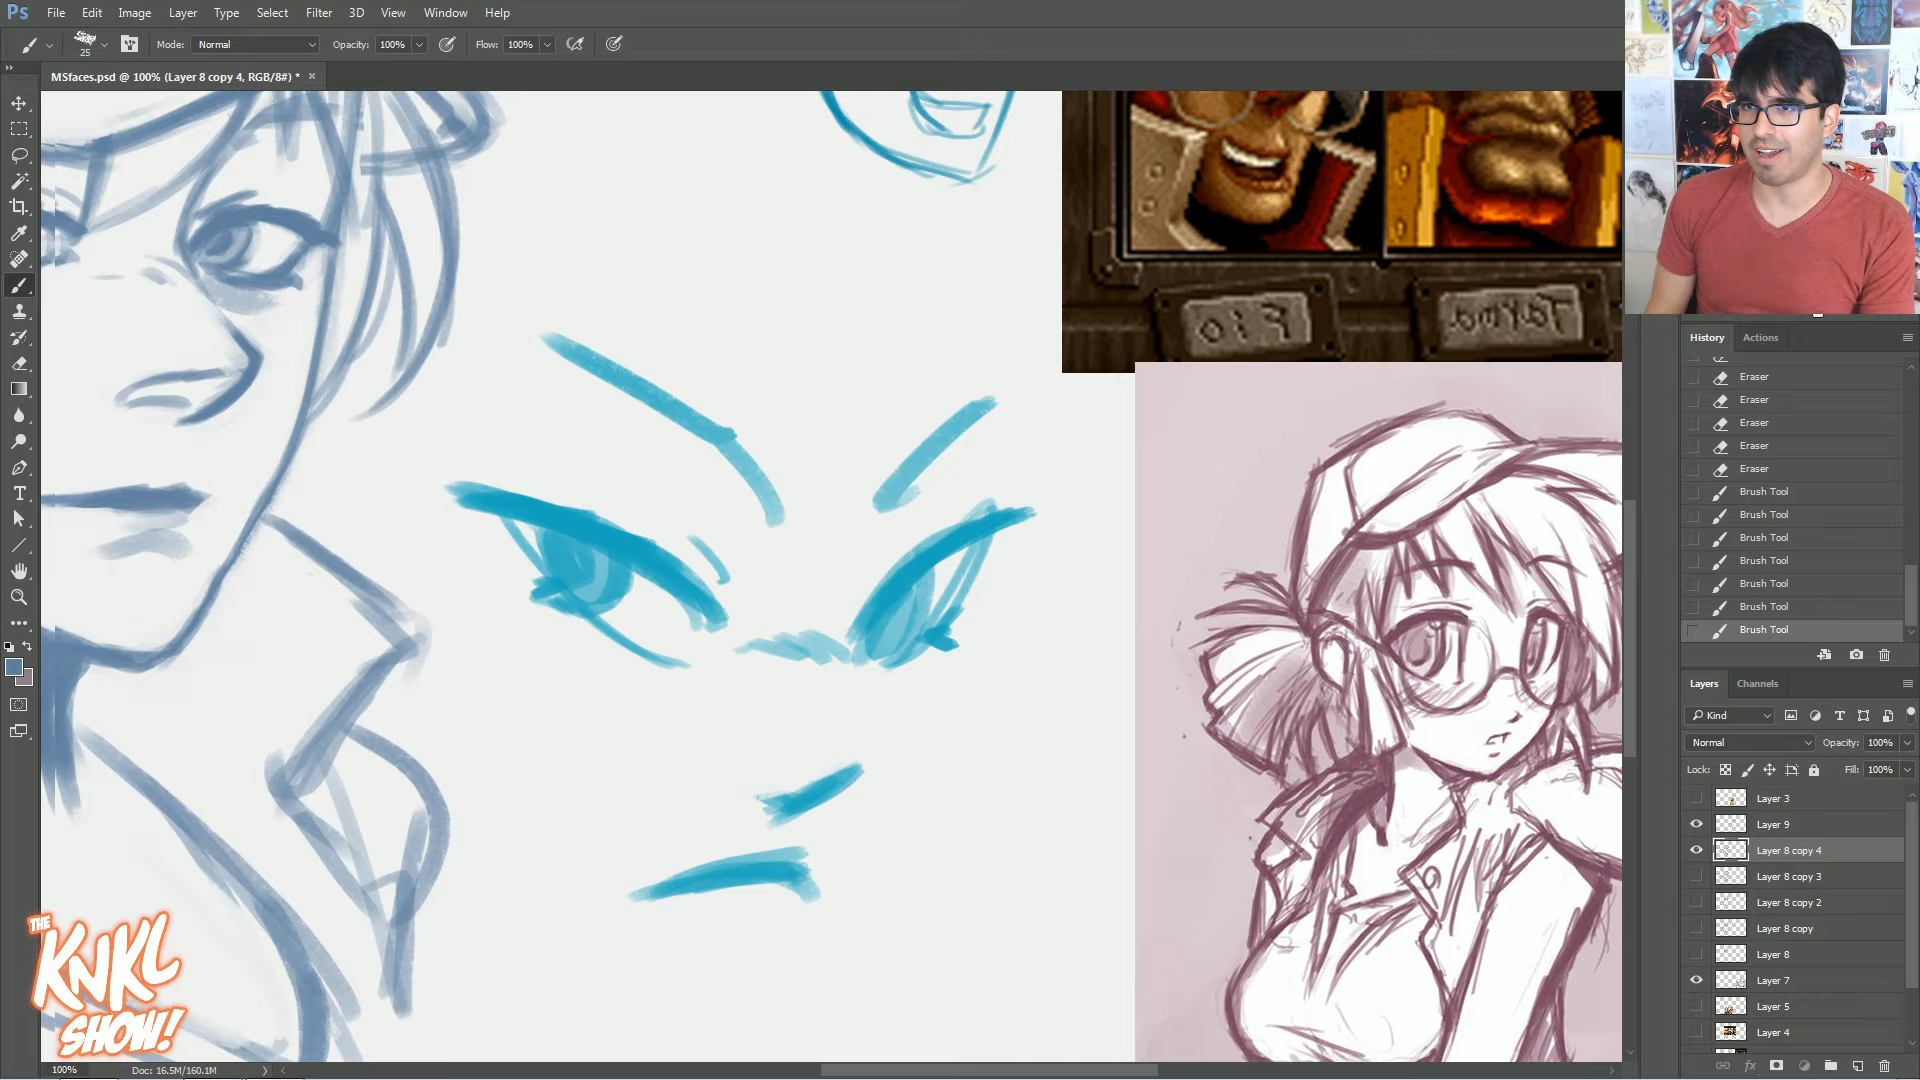 Ps File Edit Image Layer Type Select Filter 3D View Window Help
25 Mode: Normal Opacity: 100% Flow: 100%
MSfaces.psd @ 100% (Layer 8 copy 4, RGB/8#) * ×
Fio Tarma
History Actions
Eraser
Eraser
Eraser
Eraser
Eraser
Brush Tool
Brush Tool
Brush Tool
Brush Tool
Brush Tool
Brush Tool
Brush Tool
Layers Channels
Kind
Normal Opacity: 100%
Lock: Fill: 100%
Layer 3
Layer 9
Layer 8 copy 4
Layer 8 copy 3
Layer 8 copy 2
Layer 8 copy
Layer 8
Layer 7
Layer 5
Layer 4
THE
KNKL
SHOW!
100% Doc: 16.5M/160.1M